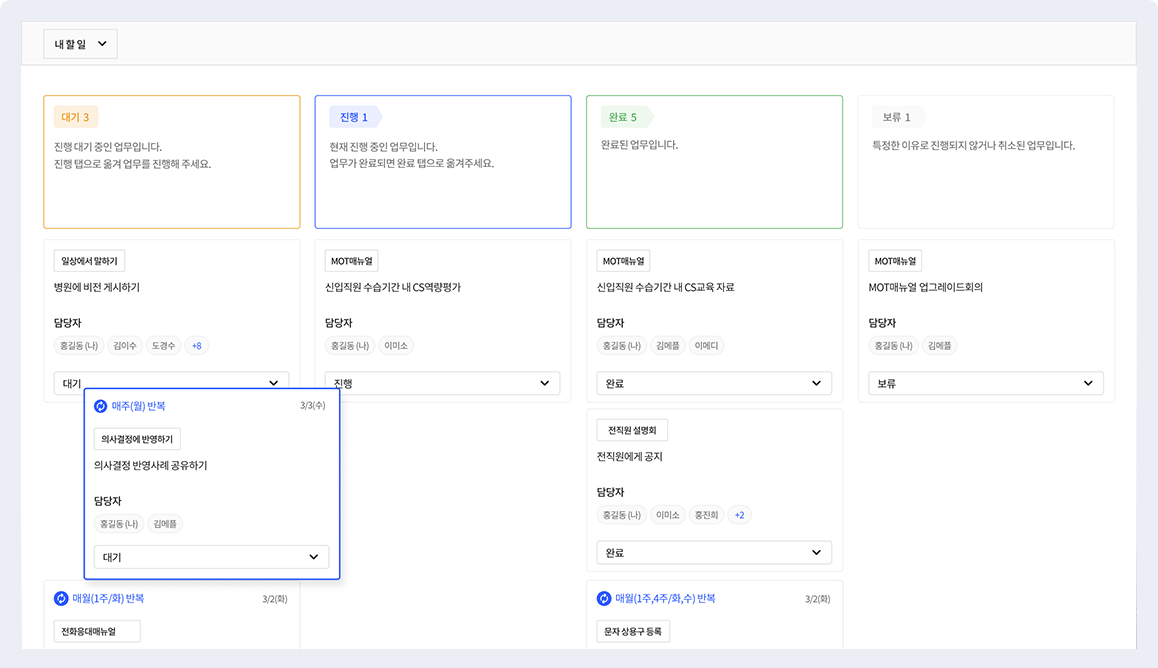 내 할 일
대기 3
진행 대기 중인 업무입니다.
진행 탭으로 옮겨 업무를 진행해 주세요.
진행 1
현재 진행 중인 업무입니다.
업무가 완료되면 완료 탭으로 옮겨주세요.
완료 5
완료된 업무입니다.
보류 1
특정한 이유로 진행되지 않거나 취소된 업무입니다.
일상에서 말하기
병원에 비전 게시하기
담당자
홍길동 (나) 김이수 도경수 +8
대기
MOT매뉴얼
신입직원 수습기간 내 CS역량평가
담당자
홍길동 (나) 이미소
진행
MOT매뉴얼
신입직원 수습기간 내 CS교육 자료
담당자
홍길동 (나) 김메플 이메디
완료
MOT매뉴얼
MOT매뉴얼 업그레이드회의
담당자
홍길동 (나) 김메플
보류
매주(월) 반복 3/3(수)
의사결정에 반영하기
의사결정 반영사례 공유하기
담당자
홍길동 (나) 김메플
대기
전직원 설명회
전직원에게 공지
담당자
홍길동 (나) 이미소 홍진희 +2
완료
매월(1주/화) 반복 3/2(화)
전화응대매뉴얼
매월(1주,4주/화,수) 반복 3/2(화)
문자 상용구 등록